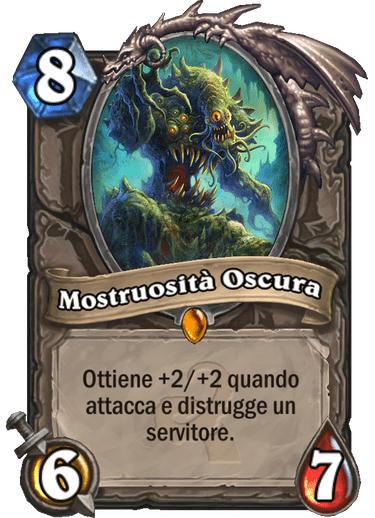 8
Mostruosità Oscura
Ottiene +2/+2 quando
attacca e distrugge un
servitore.
6
7